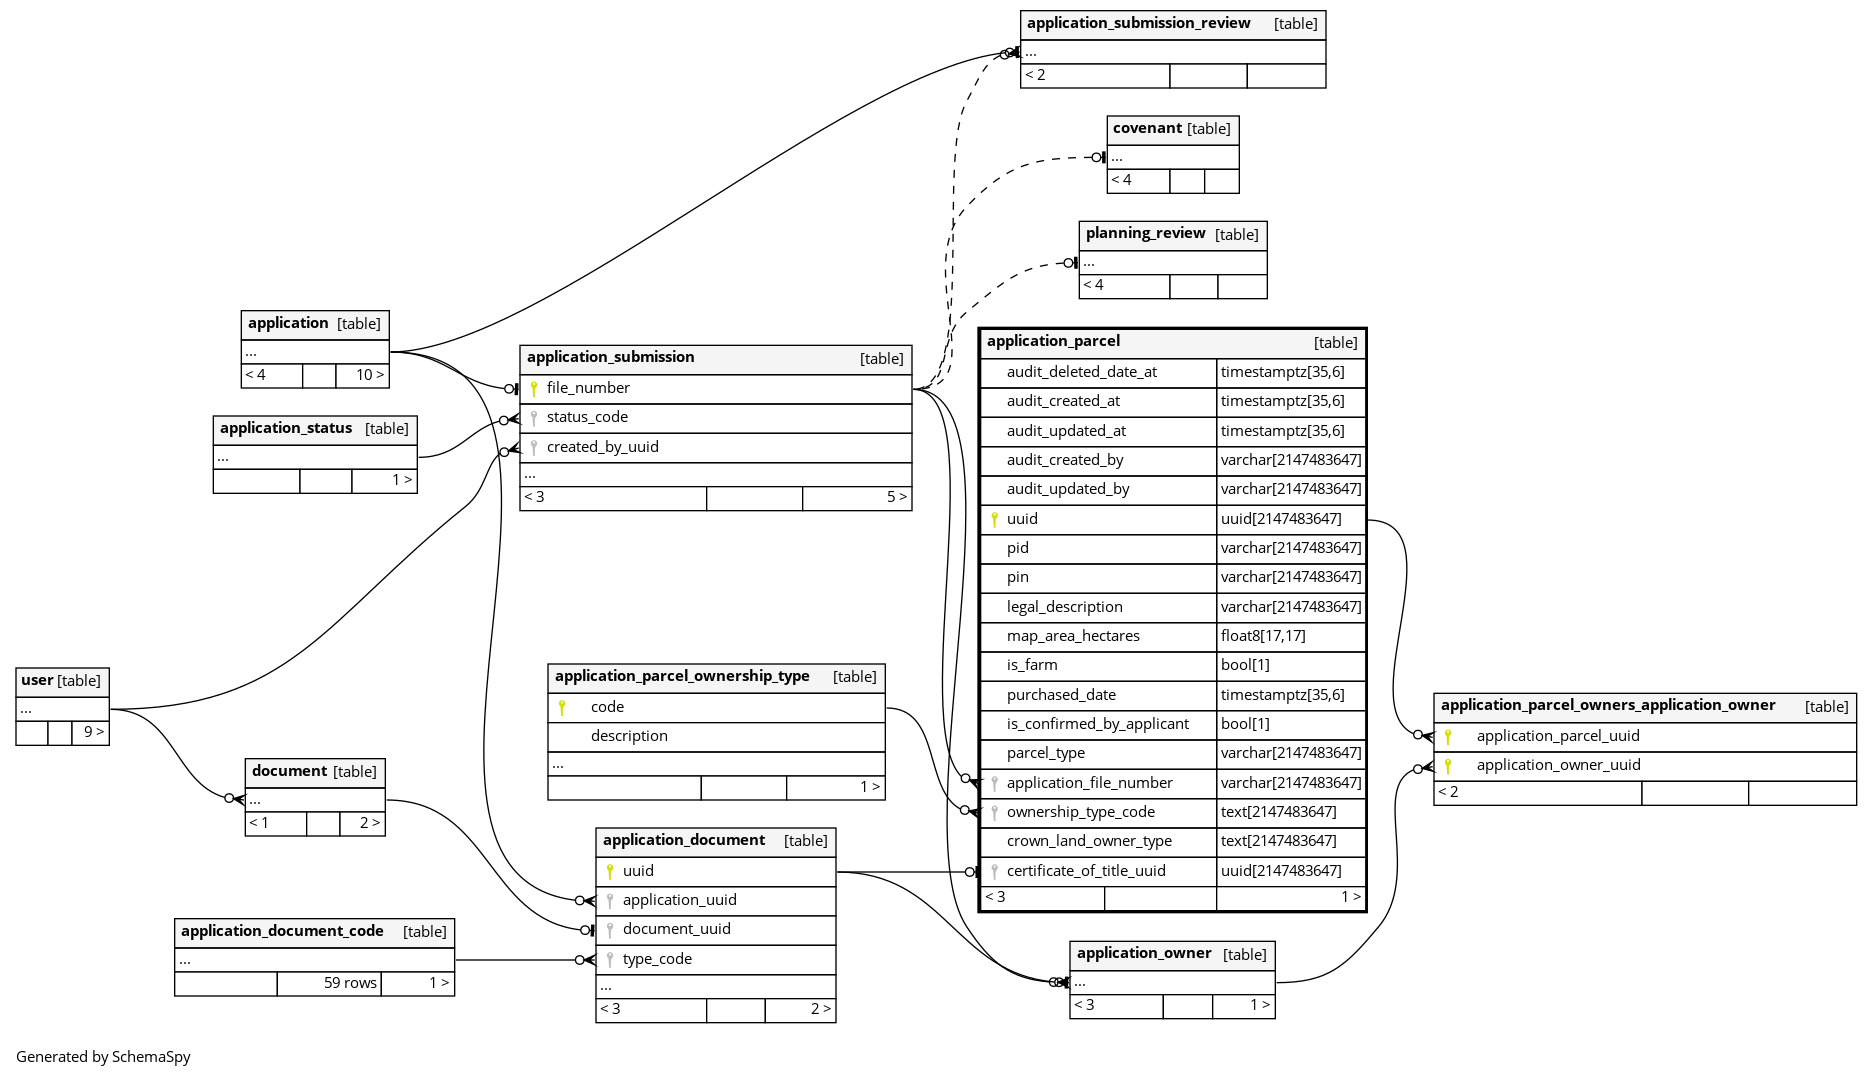 application_submission_review [table]
...
< 2
covenant [table]
...
< 4
planning_review [table]
...
< 4
application [table]
...
< 4 10 >
application_status [table]
...
1 >
application_submission [table]
file_number
status_code
created_by_uuid
...
< 3 5 >
application_parcel [table]
audit_deleted_date_at timestamptz[35,6]
audit_created_at timestamptz[35,6]
audit_updated_at timestamptz[35,6]
audit_created_by varchar[2147483647]
audit_updated_by varchar[2147483647]
uuid uuid[2147483647]
pid varchar[2147483647]
pin varchar[2147483647]
legal_description varchar[2147483647]
map_area_hectares float8[17,17]
is_farm bool[1]
purchased_date timestamptz[35,6]
is_confirmed_by_applicant bool[1]
parcel_type varchar[2147483647]
application_file_number varchar[2147483647]
ownership_type_code text[2147483647]
crown_land_owner_type text[2147483647]
certificate_of_title_uuid uuid[2147483647]
< 3 1 >
user [table]
...
9 >
application_parcel_ownership_type [table]
code
description
...
1 >
application_parcel_owners_application_owner [table]
application_parcel_uuid
application_owner_uuid
< 2
document [table]
...
< 1 2 >
application_document [table]
uuid
application_uuid
document_uuid
type_code
...
< 3 2 >
application_document_code [table]
...
59 rows 1 >
application_owner [table]
...
< 3 1 >
Generated by SchemaSpy